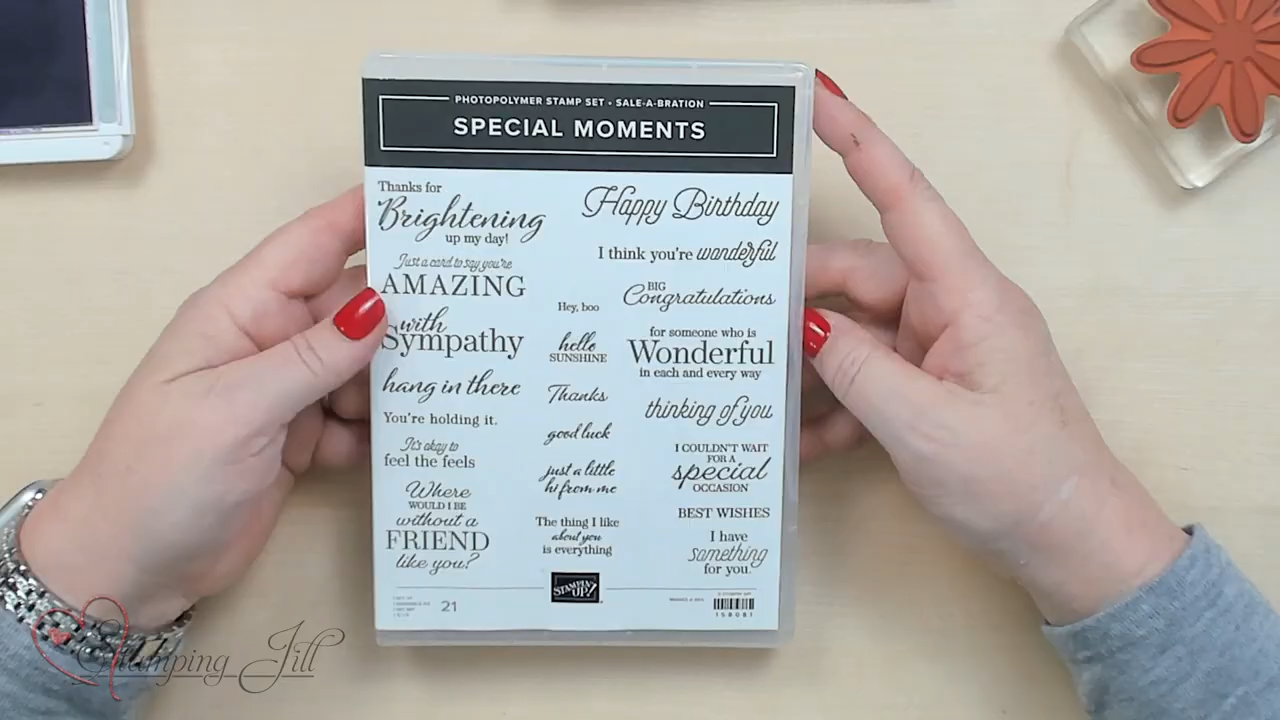 PHOTOPOLYMER STAMP SET • SALE-A-BRATION
SPECIAL MOMENTS
Thanks for
Brightening
up my day!
Just a card to say you're
AMAZING
with
Sympathy
hang in there
You're holding it.
It's okay to
feel the feels
Where
WOULD I BE
without a
FRIEND
like you?
Hey, boo
hello
SUNSHINE
Thanks
good luck
just a little
hi from me
The thing I like
about you
is everything
Happy Birthday
I think you're wonderful
BIG
Congratulations
for someone who is
Wonderful
in each and every way
thinking of you
I COULDN'T WAIT
FOR A
special
OCCASION
BEST WISHES
I have
something
for you.
21
STAMPIN' UP!
158081
Stamping Jill